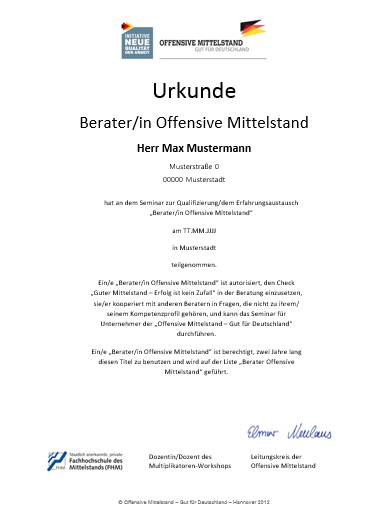 INITIATIVE
NEUE
QUALITÄT
DER ARBEIT
OFFENSIVE MITTELSTAND
GUT FÜR DEUTSCHLAND
Urkunde
Berater/in Offensive Mittelstand
Herr Max Mustermann
Musterstraße 0
00000 Musterstadt
hat an dem Seminar zur Qualifizierung/dem Erfahrungsaustausch
„Berater/in Offensive Mittelstand“
am TT.MM.JJJJ
in Musterstadt
teilgenommen.
Ein/e „Berater/in Offensive Mittelstand“ ist autorisiert, den Check
„Guter Mittelstand – Erfolg ist kein Zufall“ in der Beratung einzusetzen,
sie/er kooperiert mit anderen Beratern in Fragen, die nicht zu ihrem/
seinem Kompetenzprofil gehören, und kann das Seminar für
Unternehmer der „Offensive Mittelstand – Gut für Deutschland“
durchführen.
Ein/e „Berater/in Offensive Mittelstand“ ist berechtigt, zwei Jahre lang
diesen Titel zu benutzen und wird auf der Liste „Berater Offensive
Mittelstand“ geführt.
Elmar Neuhaus
FHM
Staatlich anerkannte, private
Fachhochschule des
Mittelstands (FHM)
Dozentin/Dozent des
Multiplikatoren-Workshops
Leitungskreis der
Offensive Mittelstand
© Offensive Mittelstand – Gut für Deutschland – Hannover 2012